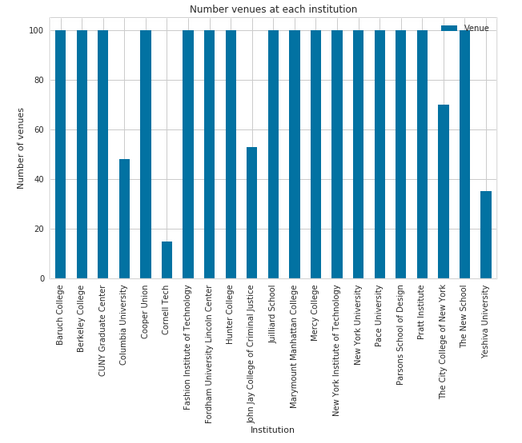 Number venues at each institution
Venue
Number of venues
100
80
60
40
20
0
Baruch College
Berkeley College
CUNY Graduate Center
Columbia University
Cooper Union
Cornell Tech
Fashion Institute of Technology
Fordham University Lincoln Center
Hunter College
John Jay College of Criminal Justice
Juilliard School
Marymount Manhattan College
Mercy College
New York Institute of Technology
New York University
Pace University
Parsons School of Design
Pratt Institute
The City College of New York
The New School
Yeshiva University
Institution